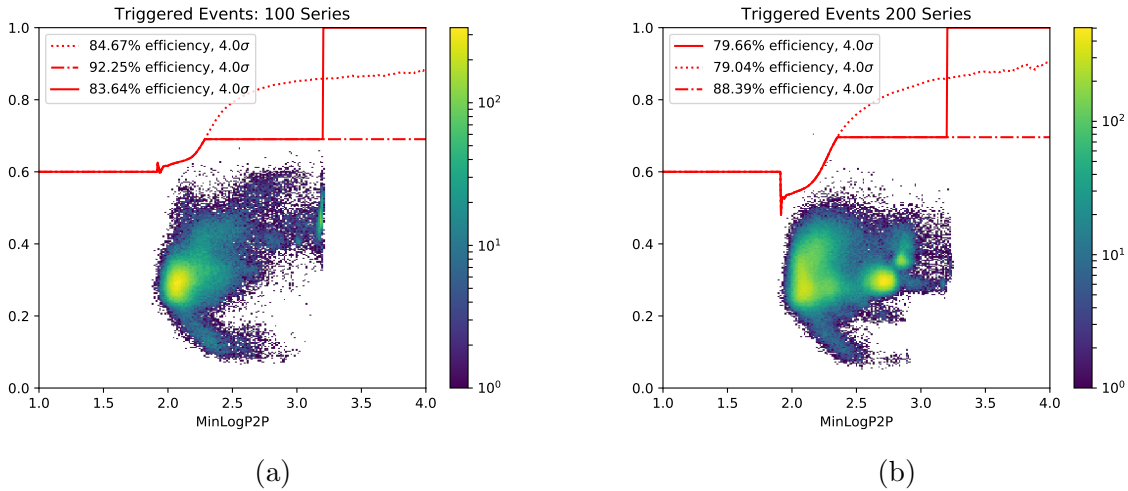 Triggered Events: 100 Series
84.67% efficiency, 4.0σ
92.25% efficiency, 4.0σ
83.64% efficiency, 4.0σ
1.0
0.8
0.6
0.4
0.2
0.0
1.0 1.5 2.0 2.5 3.0 3.5 4.0
MinLogP2P
10²
10¹
10⁰
(a)
Triggered Events 200 Series
79.66% efficiency, 4.0σ
79.04% efficiency, 4.0σ
88.39% efficiency, 4.0σ
1.0
0.8
0.6
0.4
0.2
0.0
1.0 1.5 2.0 2.5 3.0 3.5 4.0
MinLogP2P
10²
10¹
10⁰
(b)